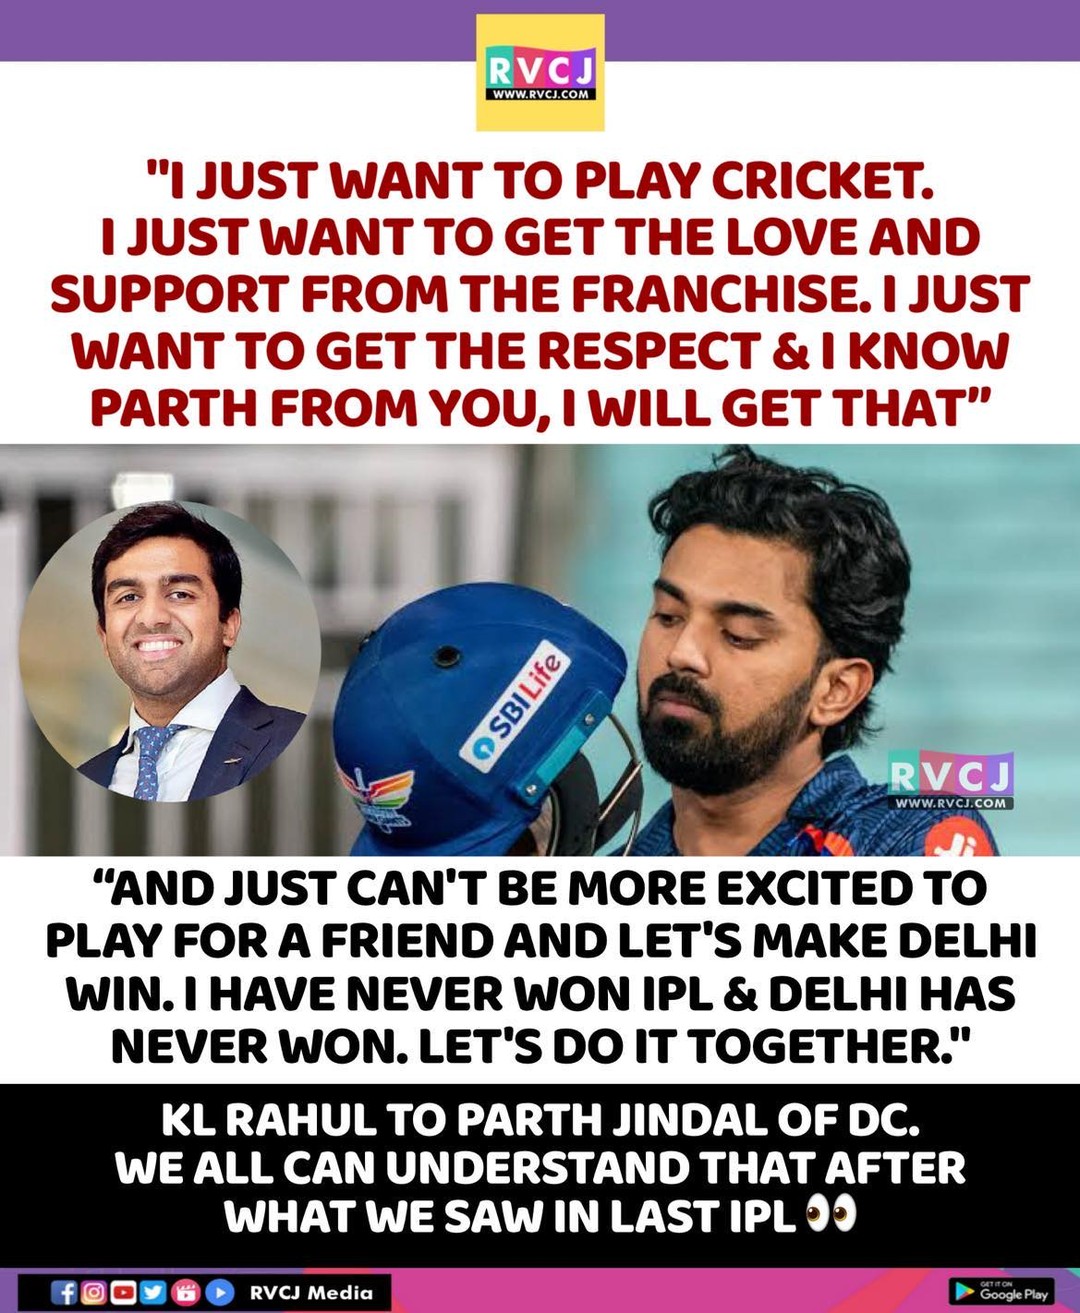 RVCJ
WWW.RVCJ.COM
"I JUST WANT TO PLAY CRICKET.
I JUST WANT TO GET THE LOVE AND
SUPPORT FROM THE FRANCHISE. I JUST
WANT TO GET THE RESPECT & I KNOW
PARTH FROM YOU, I WILL GET THAT”
SBI Life
RVCJ
WWW.RVCJ.COM
“AND JUST CAN'T BE MORE EXCITED TO
PLAY FOR A FRIEND AND LET'S MAKE DELHI
WIN. I HAVE NEVER WON IPL & DELHI HAS
NEVER WON. LET'S DO IT TOGETHER."
KL RAHUL TO PARTH JINDAL OF DC.
WE ALL CAN UNDERSTAND THAT AFTER
WHAT WE SAW IN LAST IPL 👀
RVCJ Media
GET IT ON
Google Play